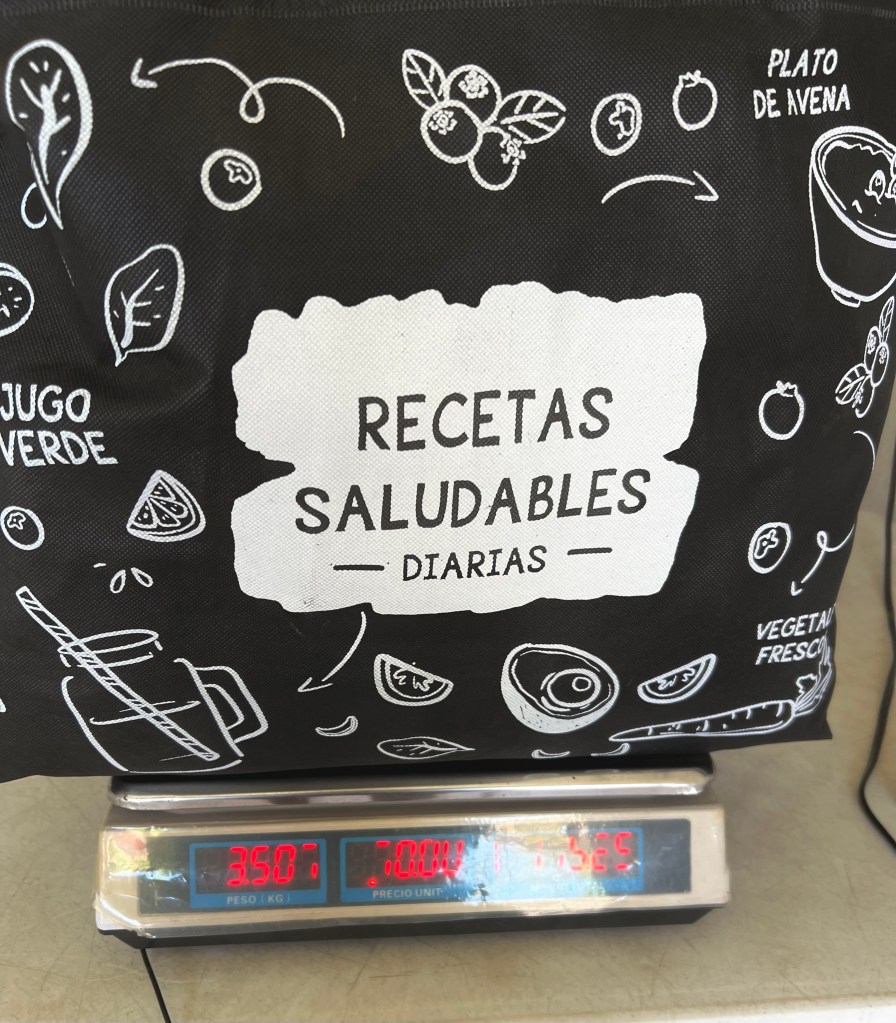 PLATO
DE AVENA
JUGO
VERDE
RECETAS
SALUDABLES
— DIARIAS —
PESO ( KG )
PRECIO UNIT